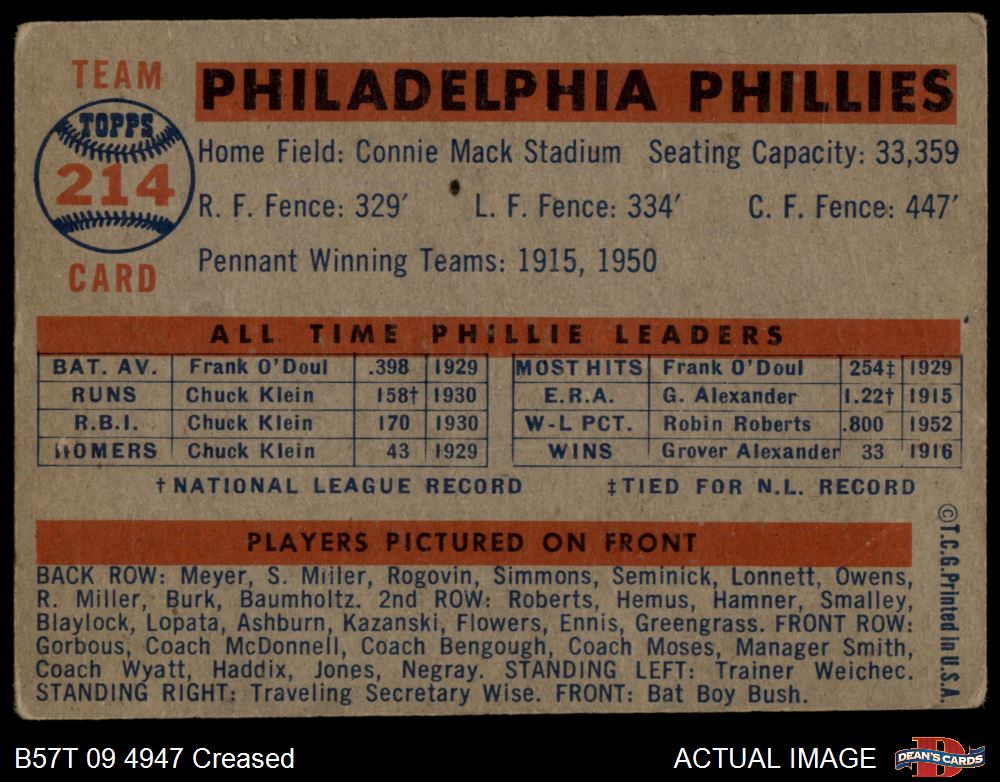 TEAM
TOPPS
214
CARD
PHILADELPHIA PHILLIES
Home Field: Connie Mack Stadium Seating Capacity: 33,359
R. F. Fence: 329′ L. F. Fence: 334′ C. F. Fence: 447′
Pennant Winning Teams: 1915, 1950
ALL TIME PHILLIE LEADERS
BAT. AV. Frank O'Doul .398 1929 MOST HITS Frank O'Doul 254‡ 1929
RUNS Chuck Klein 158† 1930 E.R.A. G. Alexander 1.22† 1915
R.B.I. Chuck Klein 170 1930 W-L PCT. Robin Roberts .800 1952
HOMERS Chuck Klein 43 1929 WINS Grover Alexander 33 1916
†NATIONAL LEAGUE RECORD ‡TIED FOR N.L. RECORD
PLAYERS PICTURED ON FRONT
BACK ROW: Meyer, S. Miller, Rogovin, Simmons, Seminick, Lonnett, Owens,
R. Miller, Burk, Baumholtz. 2nd ROW: Roberts, Hemus, Hamner, Smalley,
Blaylock, Lopata, Ashburn, Kazanski, Flowers, Ennis, Greengrass. FRONT ROW:
Gorbous, Coach McDonnell, Coach Bengough, Coach Moses, Manager Smith,
Coach Wyatt, Haddix, Jones, Negray. STANDING LEFT: Trainer Weichec.
STANDING RIGHT: Traveling Secretary Wise. FRONT: Bat Boy Bush.
©T.C.G. Printed in U.S.A.
B57T 09 4947 Creased
ACTUAL IMAGE
D
DEAN'S CARDS